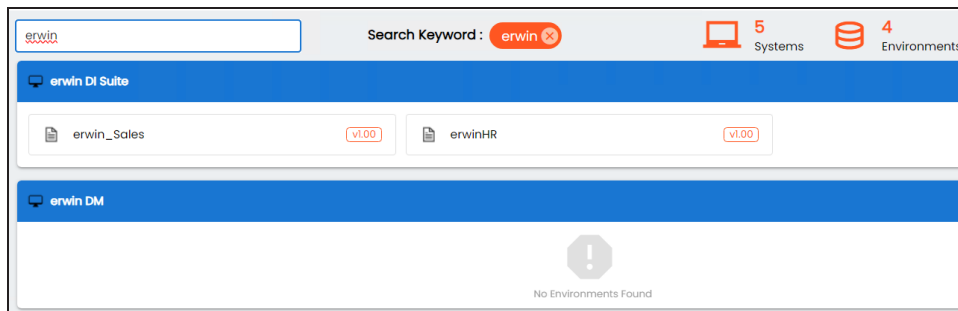 erwin
Search Keyword : erwin
5
Systems
4
Environments
erwin DI Suite
erwin_Sales v1.00
erwinHR v1.00
erwin DM
No Environments Found